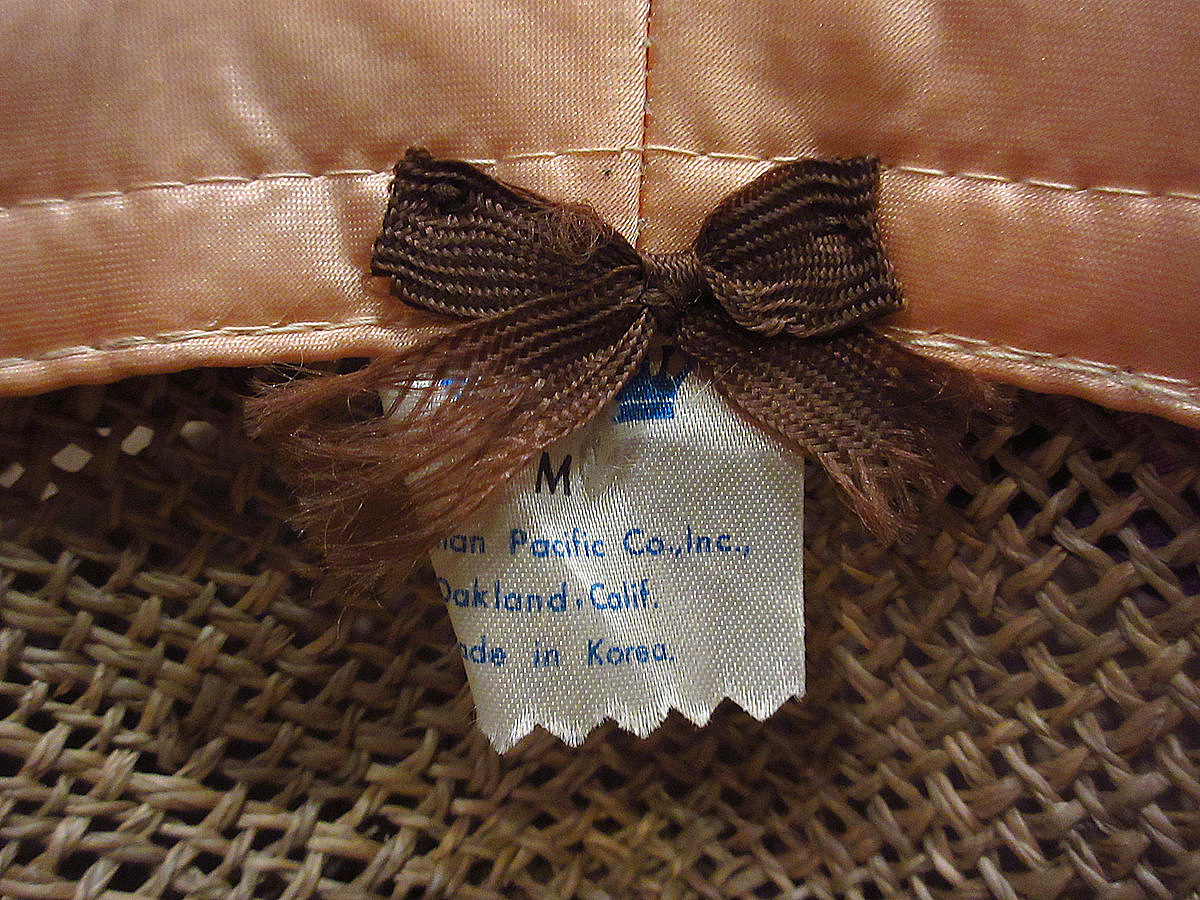 M
Pacific Co.,Inc.,
Oakland, Calif.
in Korea.